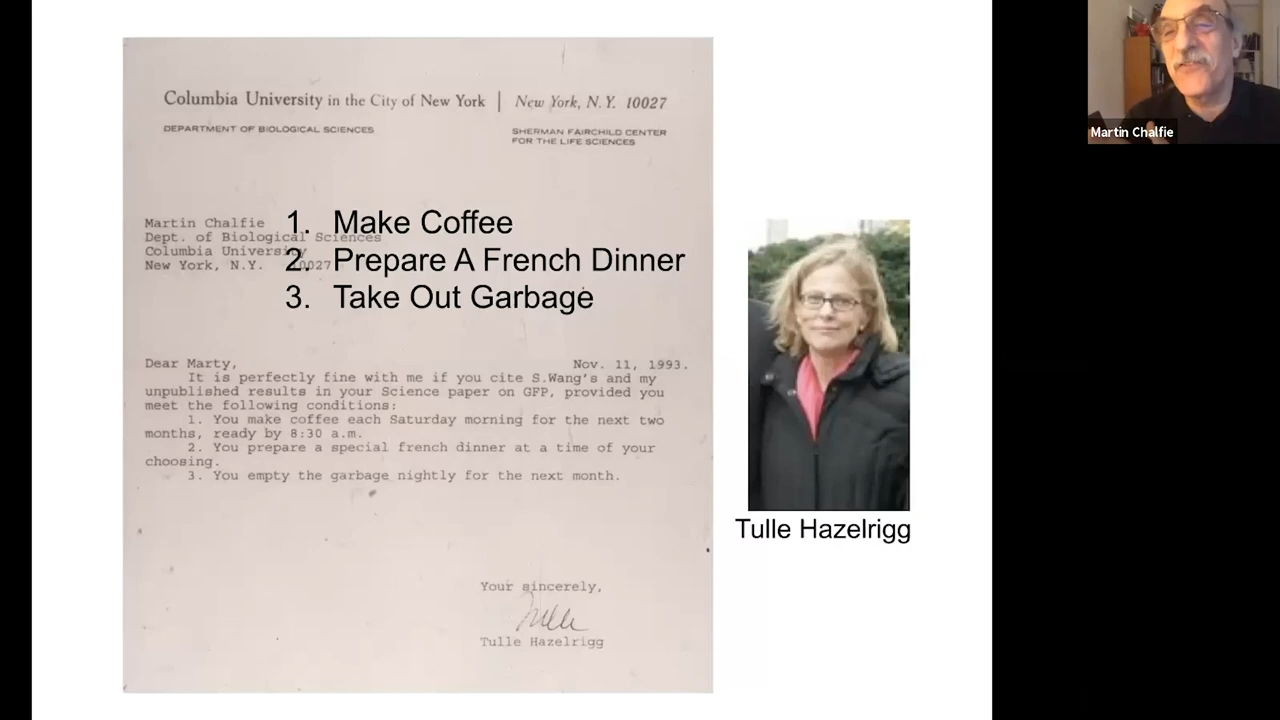 Columbia University in the City of New York | New York, N.Y. 10027
DEPARTMENT OF BIOLOGICAL SCIENCES
SHERMAN FAIRCHILD CENTER
FOR THE LIFE SCIENCES
Martin Chalfie
Dept. of Biological Sciences
Columbia University
New York, N.Y. 10027
1. Make Coffee
2. Prepare A French Dinner
3. Take Out Garbage
Dear Marty, Nov. 11, 1993.
It is perfectly fine with me if you cite S.Wang's and my
unpublished results in your Science paper on GFP, provided you
meet the following conditions:
1. You make coffee each Saturday morning for the next two
months, ready by 8:30 a.m.
2. You prepare a special french dinner at a time of your
choosing.
3. You empty the garbage nightly for the next month.
Your sincerely,
Tulle
Tulle Hazelrigg
Tulle Hazelrigg
Martin Chalfie